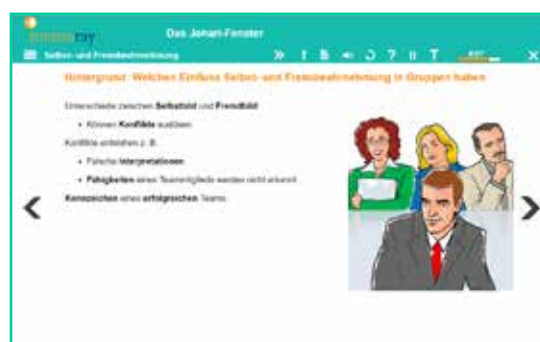 Das Johari-Fenster
Selbst- und Fremdwahrnehmung
Hintergrund: Welchen Einfluss Selbst- und Fremdwahrnehmung in Gruppen haben
Unterschiede zwischen Selbstbild und Fremdbild
• Können Konflikte auslösen
Konflikte entstehen z. B.
• Falsche Interpretationen
• Fähigkeiten eines Teammitglieds werden nicht erkannt
Kennzeichen eines erfolgreichen Teams